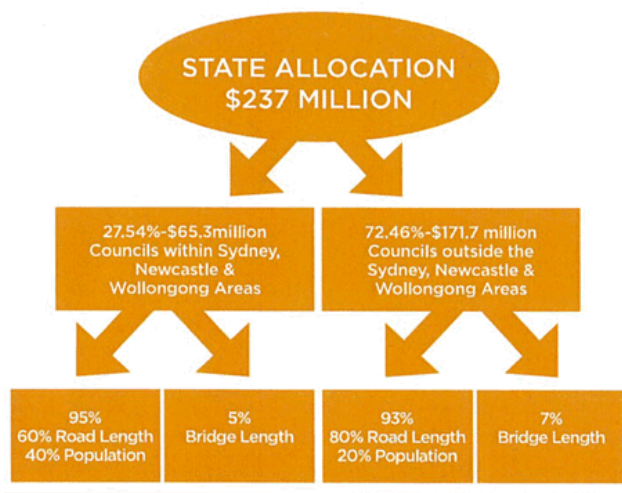 STATE ALLOCATION
$237 MILLION
27.54%-$65.3million
Councils within Sydney,
Newcastle &
Wollongong Areas
72.46%-$171.7 million
Councils outside the
Sydney, Newcastle &
Wollongong Areas
95%
60% Road Length
40% Population
5%
Bridge Length
93%
80% Road Length
20% Population
7%
Bridge Length